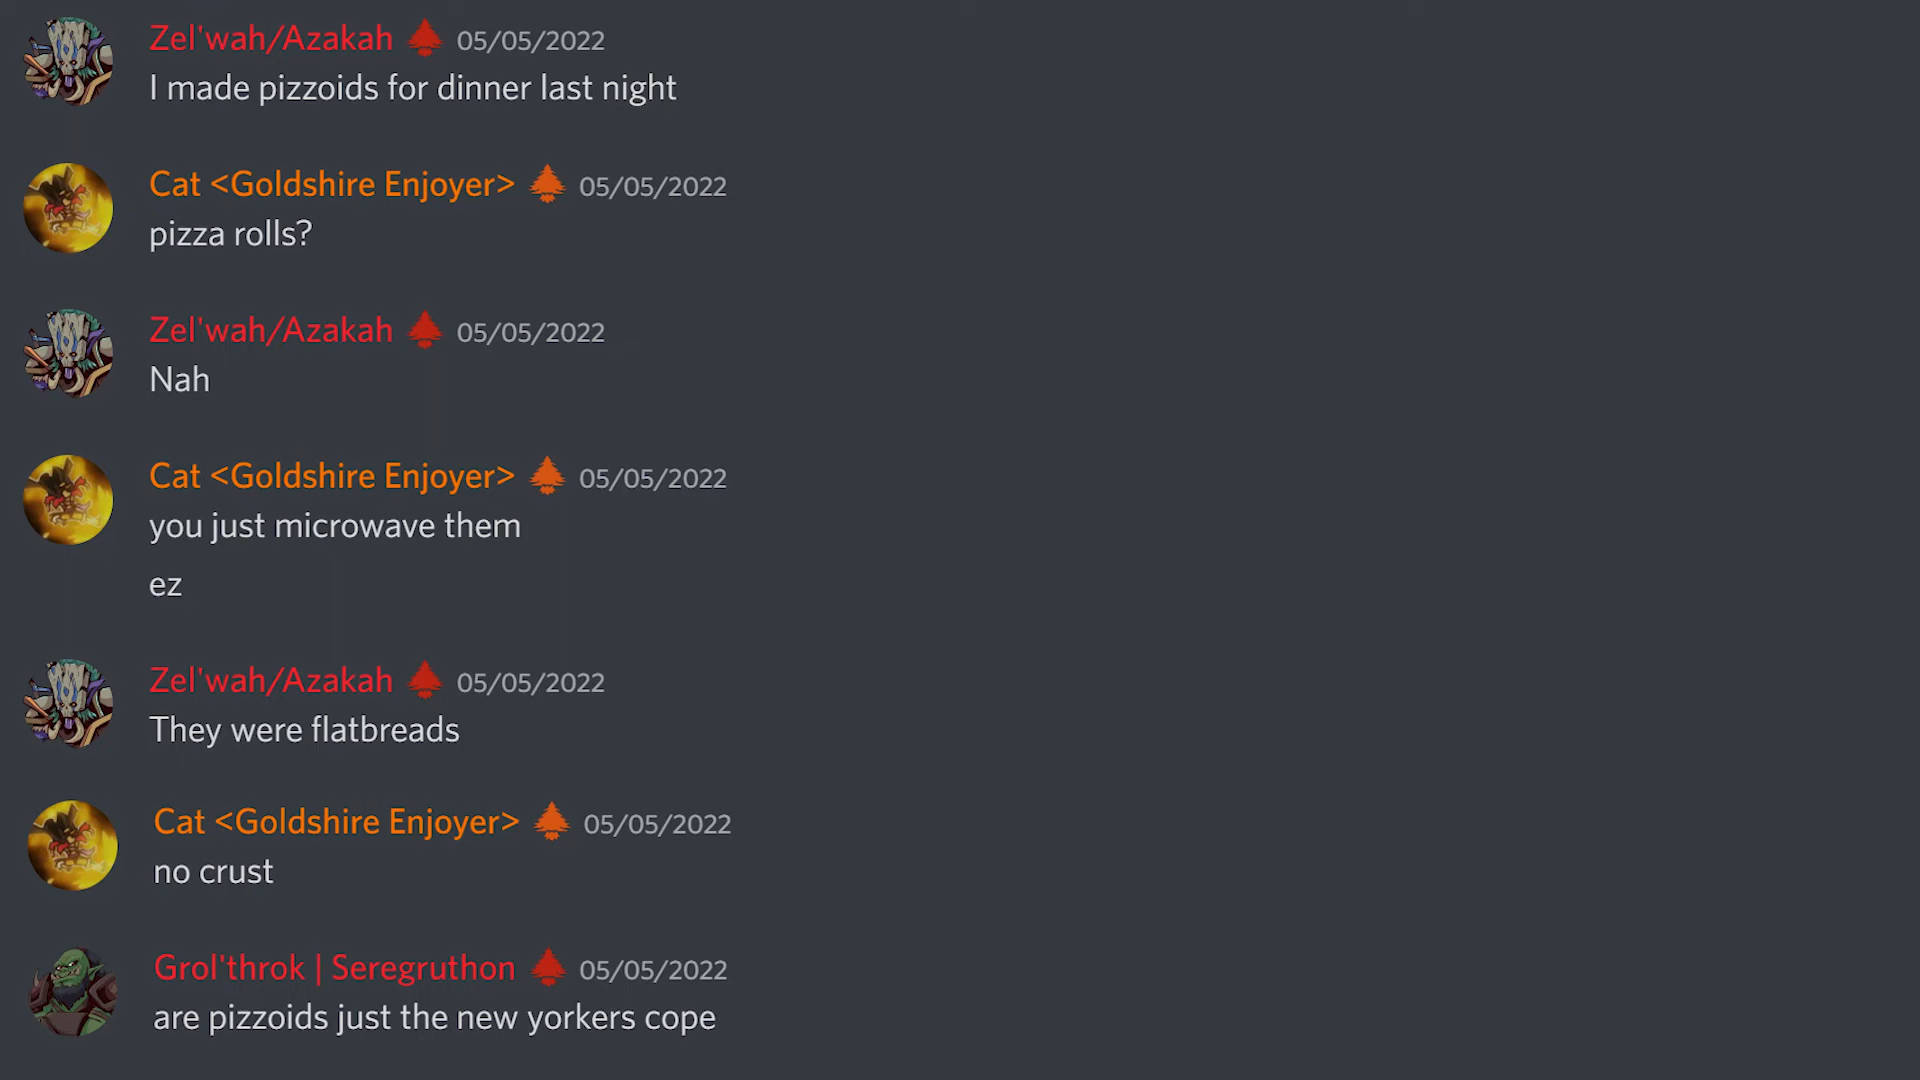 Zel'wah/Azakah 05/05/2022
I made pizzoids for dinner last night
Cat <Goldshire Enjoyer> 05/05/2022
pizza rolls?
Zel'wah/Azakah 05/05/2022
Nah
Cat <Goldshire Enjoyer> 05/05/2022
you just microwave them
ez
Zel'wah/Azakah 05/05/2022
They were flatbreads
Cat <Goldshire Enjoyer> 05/05/2022
no crust
Grol'throk | Seregruthon 05/05/2022
are pizzoids just the new yorkers cope